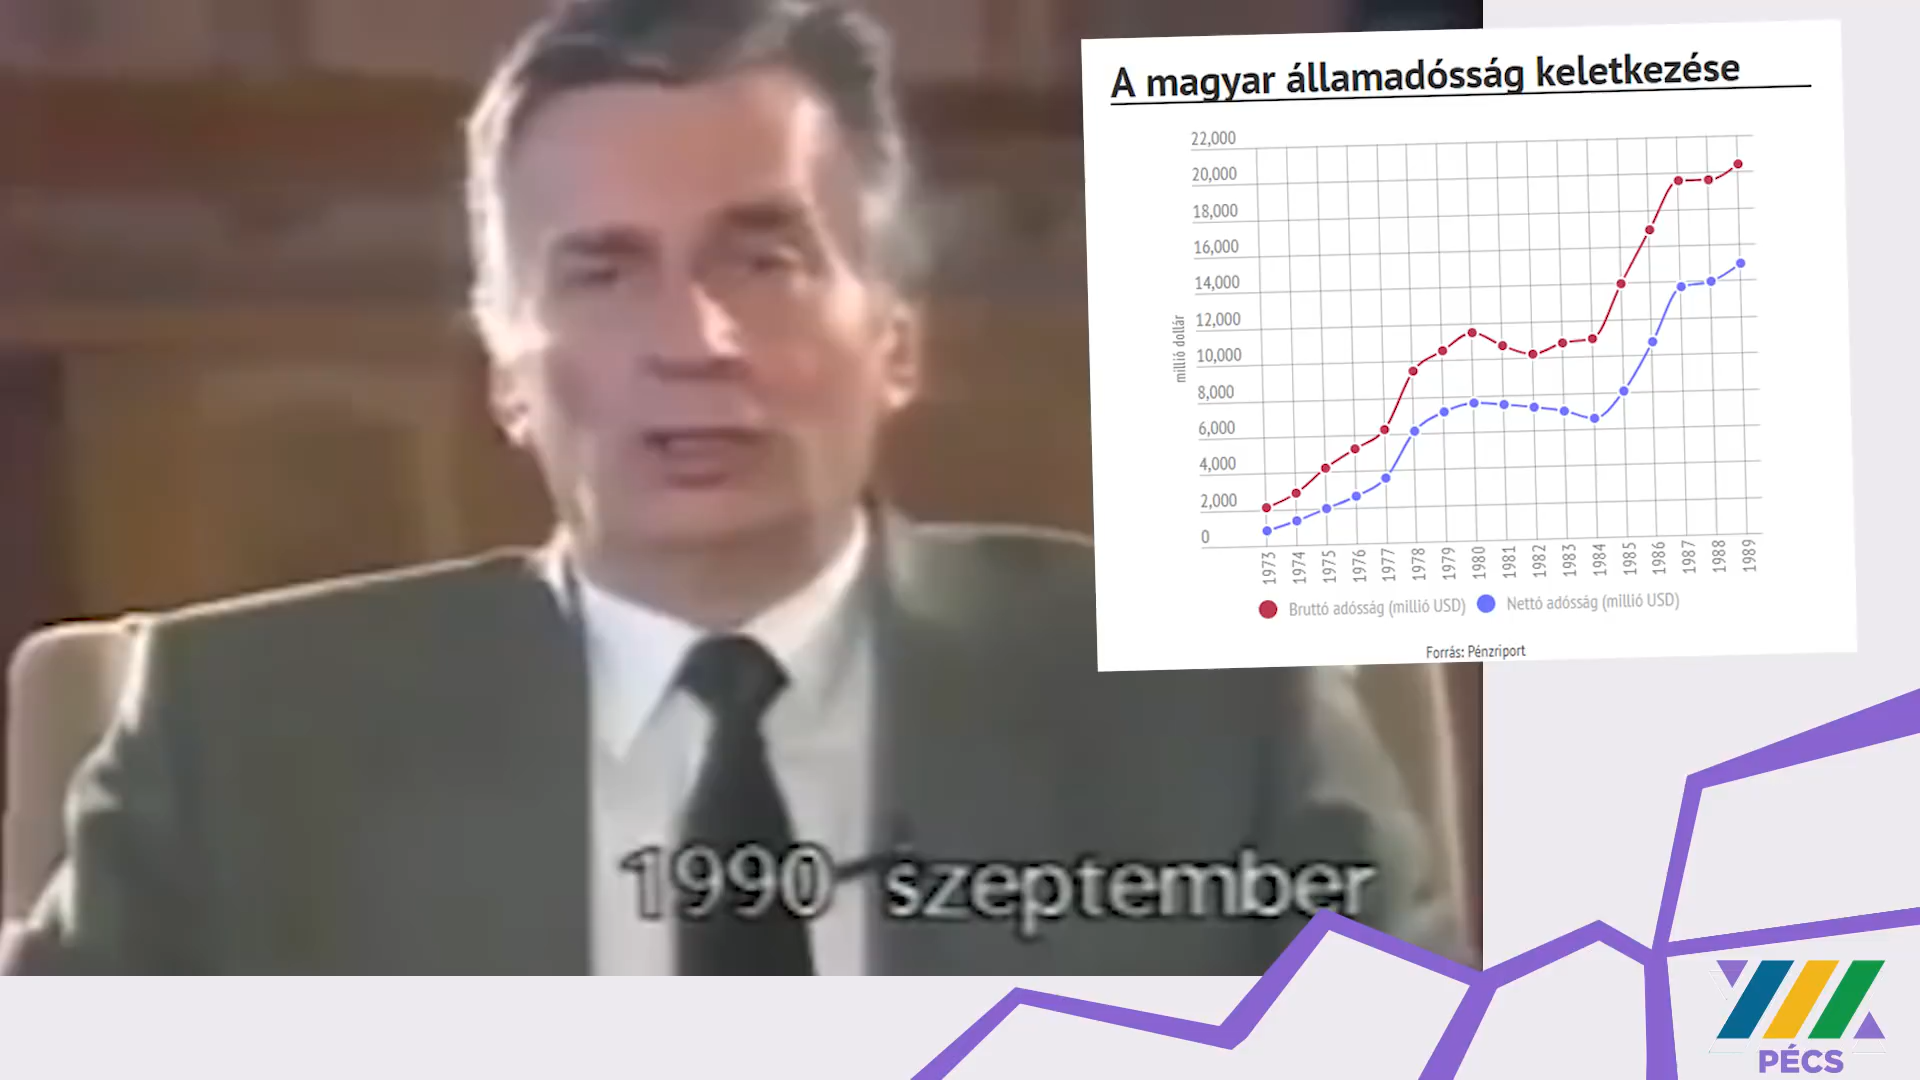 A magyar államadósság keletkezése
22,000
20,000
18,000
16,000
14,000
12,000
10,000
8,000
6,000
4,000
2,000
0
millió dollár
1973 1974 1975 1976 1977 1978 1979 1980 1981 1982 1983 1984 1985 1986 1987 1988 1989
Bruttó adósság (millió USD) Nettó adósság (millió USD)
Forrás: Pénzriport
1990 szeptember
PÉCS